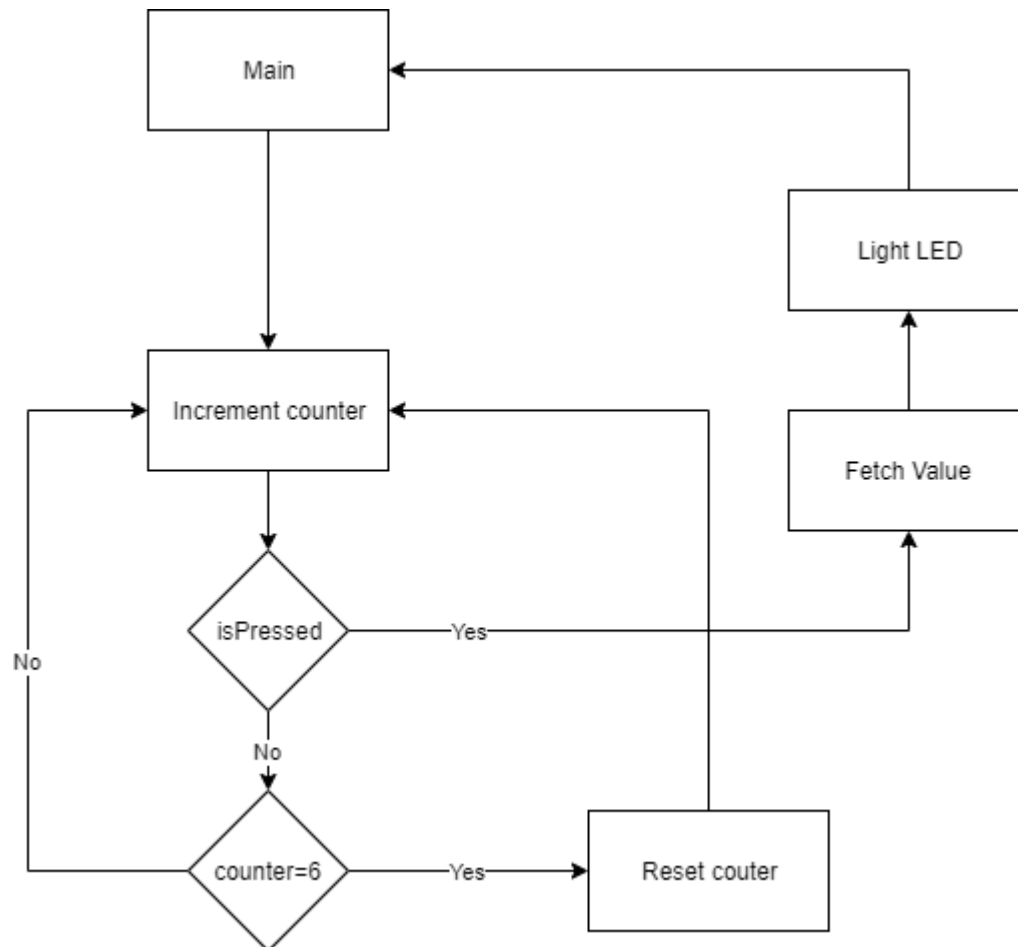 Main
Light LED
Increment counter
Fetch Value
isPressed
Yes
No
No
counter=6
Yes
Reset couter